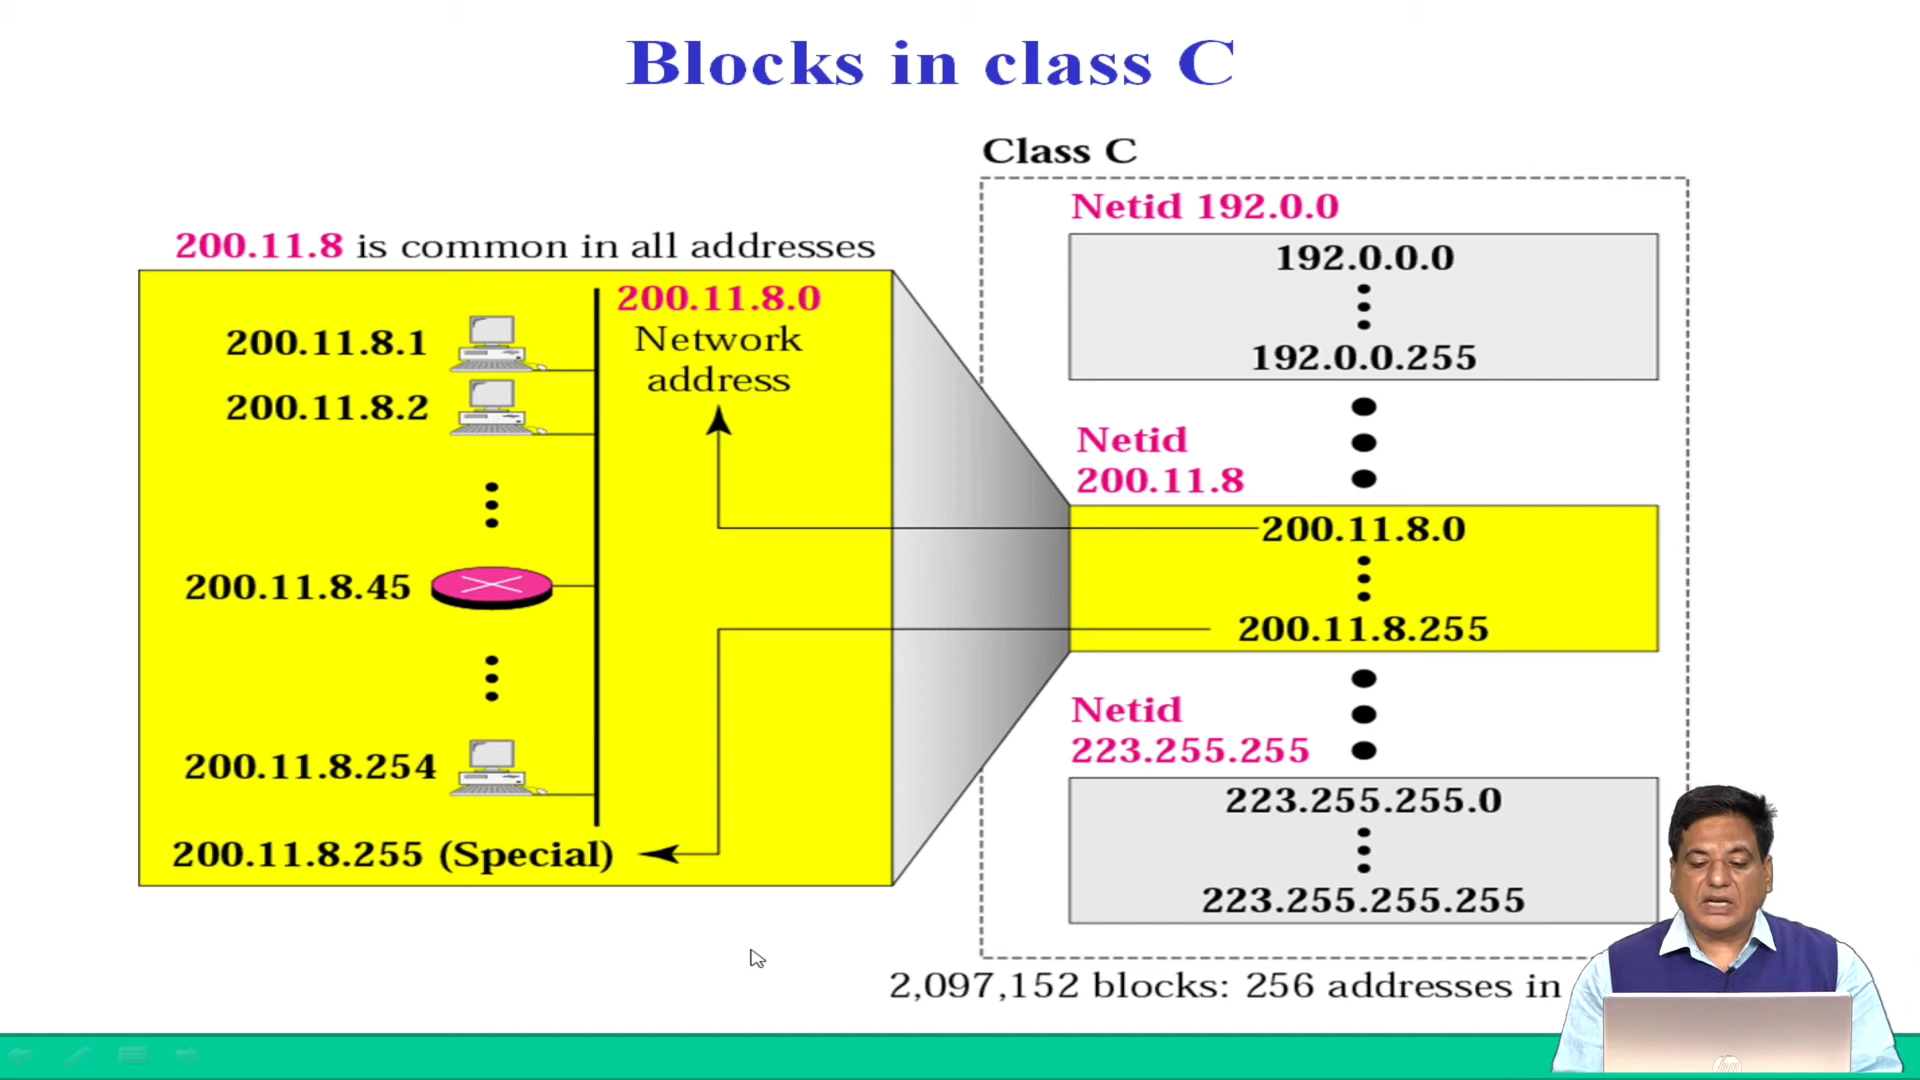 Blocks in class C
Class C
Netid 192.0.0
192.0.0.0
192.0.0.255
Netid
200.11.8
200.11.8.0
200.11.8.255
Netid
223.255.255
223.255.255.0
223.255.255.255
2,097,152 blocks: 256 addresses in
200.11.8 is common in all addresses
200.11.8.0
Network
address
200.11.8.1
200.11.8.2
200.11.8.45
200.11.8.254
200.11.8.255 (Special)
hp